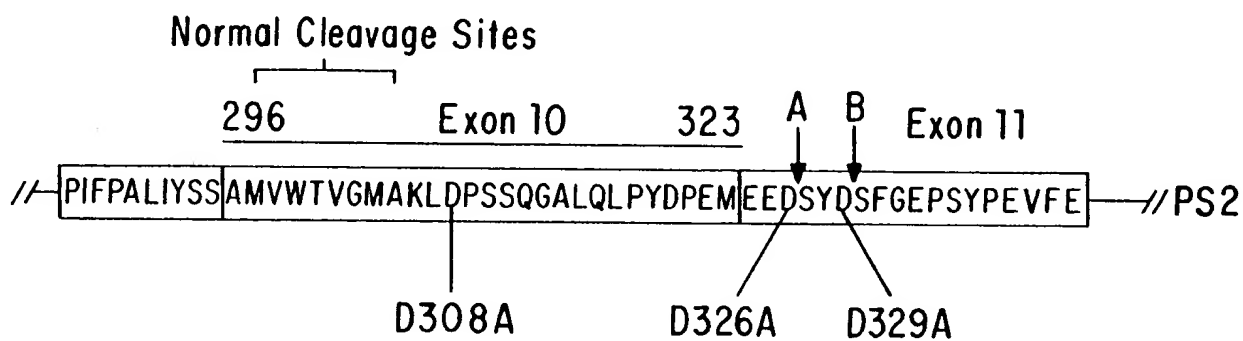 Normal Cleavage Sites
296 Exon 10 323 A B Exon 11
// PIFPALIYSS AMVWTVGMAKLDPSSQGALQLPYDPEM EEDSYDSFGEPSYPEVFE // PS2
D308A D326A D329A